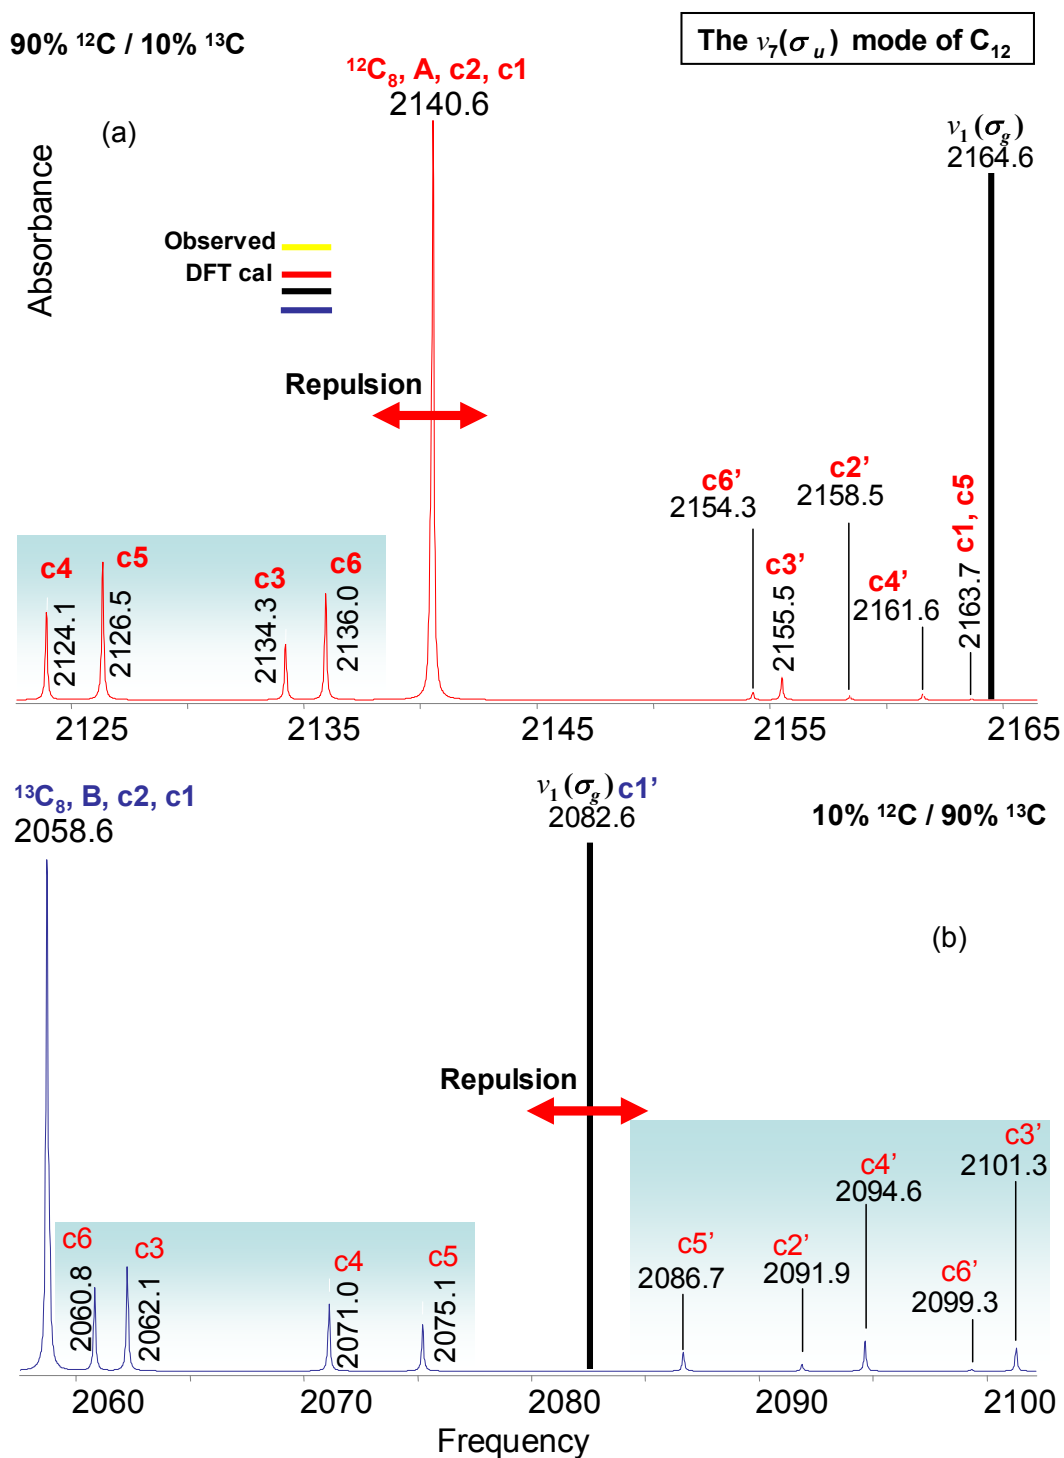 90% ¹²C / 10% ¹³C
The ν₇(σᵤ) mode of C₁₂
¹²C₈, A, c2, c1
2140.6
(a)
ν₁(σg)
2164.6
Absorbance
Observed
DFT cal
Repulsion
c6’
2154.3
c2’
2158.5
c1, c5
2163.7
c3’
2155.5
c4’
2161.6
c4
2124.1
c5
2126.5
c3
2134.3
c6
2136.0
2125
2135
2145
2155
2165
¹³C₈, B, c2, c1
2058.6
ν₁(σg) c1’
2082.6
10% ¹²C / 90% ¹³C
(b)
Repulsion
c6
2060.8
c3
2062.1
c4
2071.0
c5
2075.1
c5’
2086.7
c2’
2091.9
c4’
2094.6
c6’
2099.3
c3’
2101.3
2060
2070
2080
2090
2100
Frequency